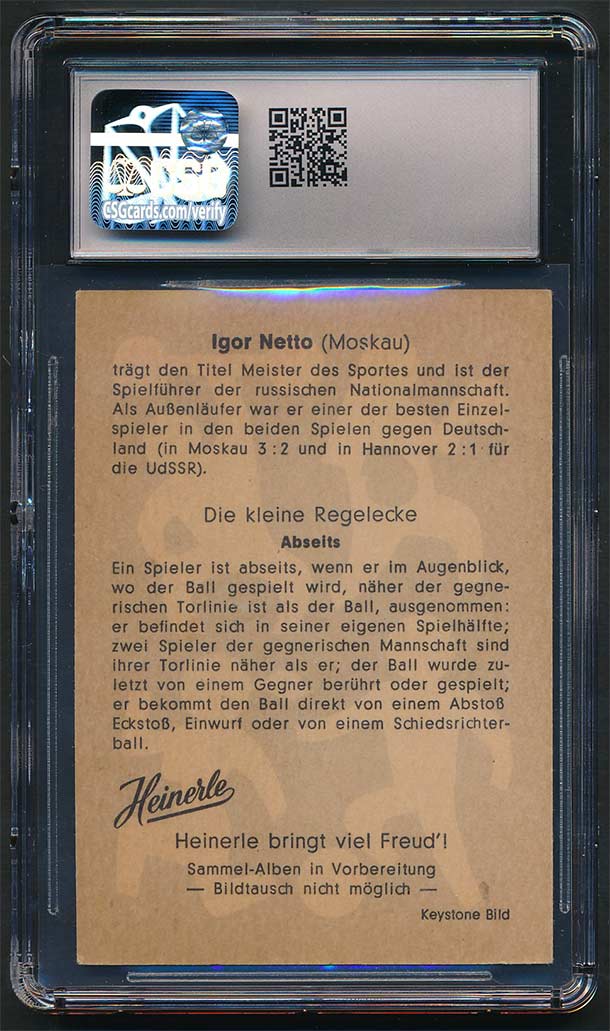 CSG
CSGcards.com/verify
Igor Netto (Moskau)
trägt den Titel Meister des Sportes und ist der
Spielführer der russischen Nationalmannschaft.
Als Außenläufer war er einer der besten Einzel-
spieler in den beiden Spielen gegen Deutsch-
land (in Moskau 3:2 und in Hannover 2:1 für
die UdSSR).
Die kleine Regelecke
Abseits
Ein Spieler ist abseits, wenn er im Augenblick,
wo der Ball gespielt wird, näher der gegne-
rischen Torlinie ist als der Ball, ausgenommen:
er befindet sich in seiner eigenen Spielhälfte;
zwei Spieler der gegnerischen Mannschaft sind
ihrer Torlinie näher als er; der Ball wurde zu-
letzt von einem Gegner berührt oder gespielt;
er bekommt den Ball direkt von einem Abstoß
Eckstoß, Einwurf oder von einem Schiedsrichter-
ball.
Heinerle
Heinerle bringt viel Freud'!
Sammel-Alben in Vorbereitung
— Bildtausch nicht möglich —
Keystone Bild